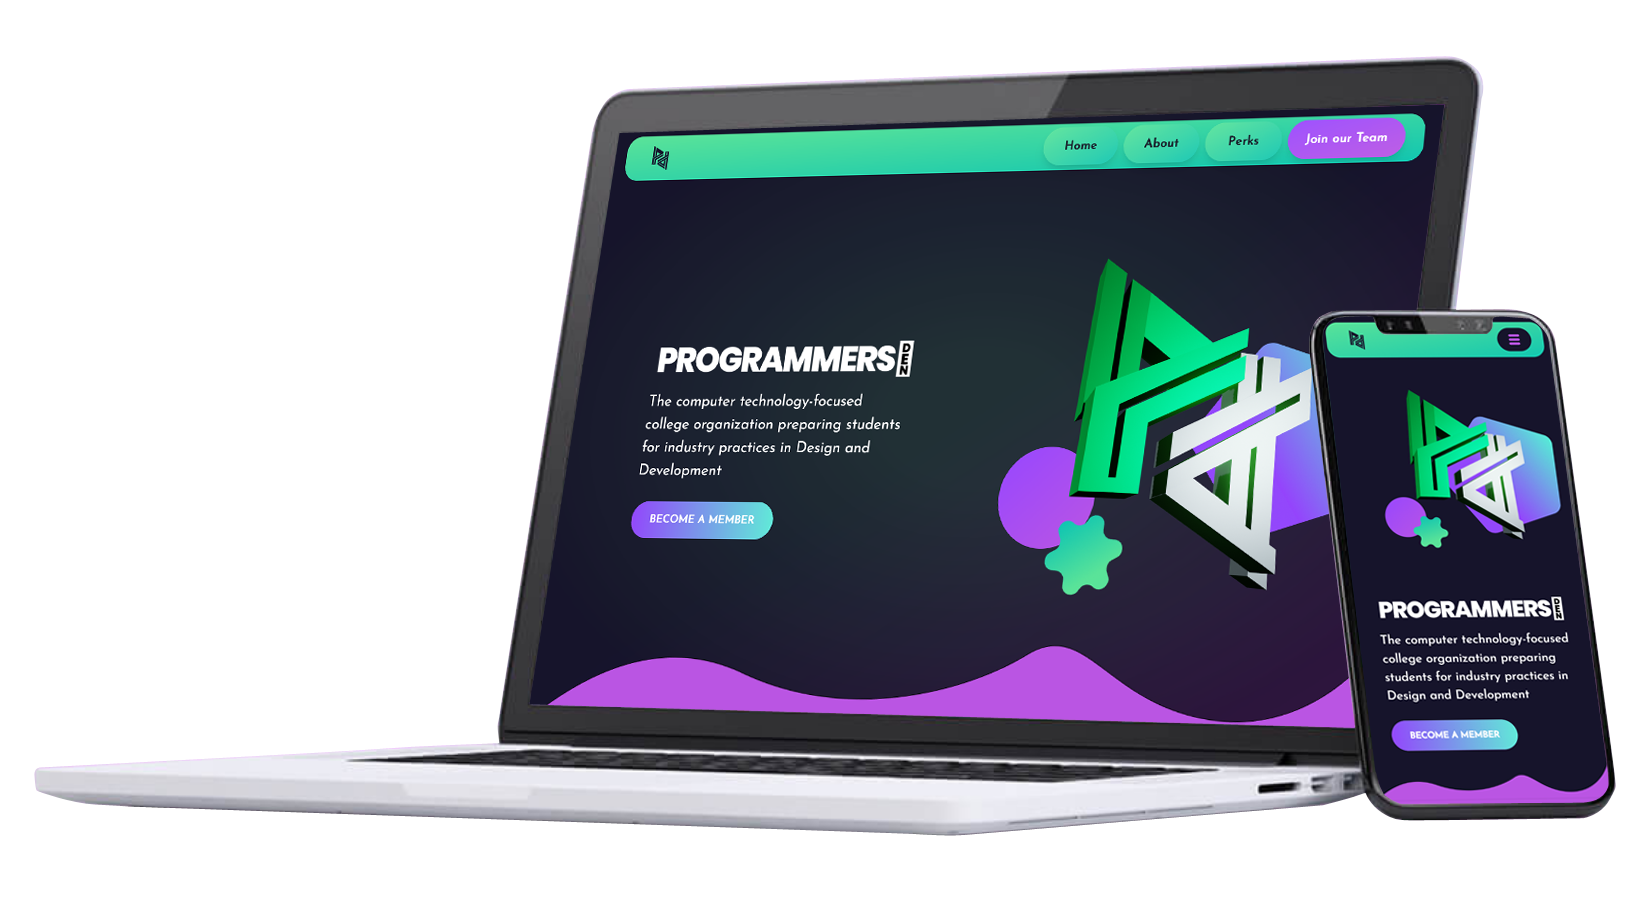 Home
About
Perks
Join our Team
PROGRAMMERS DEN
The computer technology-focused
college organization preparing students
for industry practices in Design and
Development
BECOME A MEMBER
PROGRAMMERS DEN
The computer technology-focused
college organization preparing
students for industry practices in
Design and Development
BECOME A MEMBER